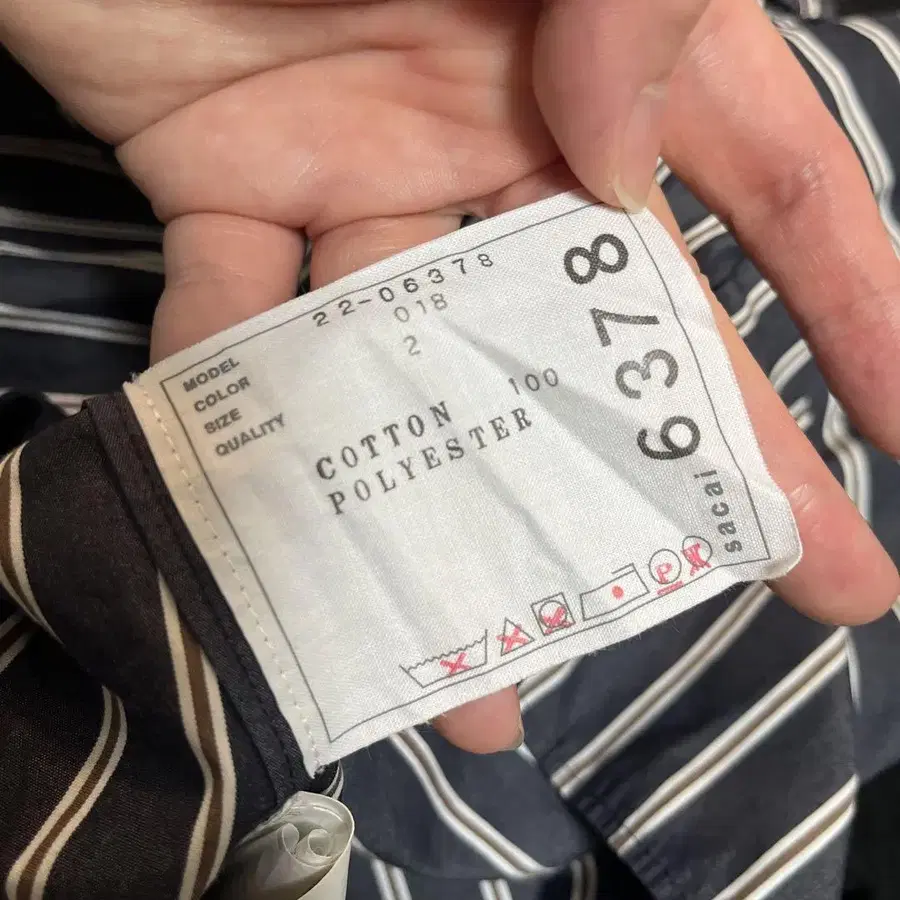 MODEL 22-06378
COLOR 018
SIZE 2
QUALITY
COTTON 100
POLYESTER
6378
sacai
P
W